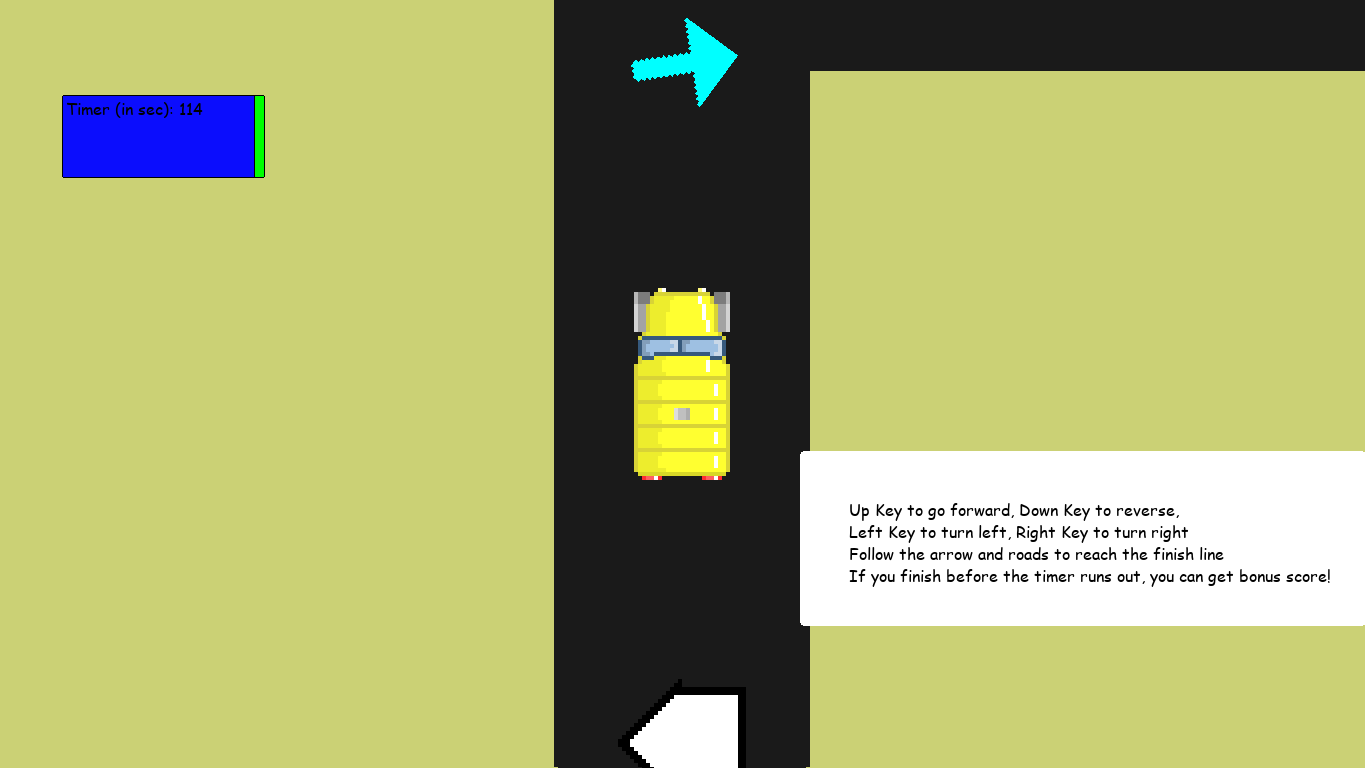 Timer (in sec): 114
Up Key to go forward, Down Key to reverse,
Left Key to turn left, Right Key to turn right
Follow the arrow and roads to reach the finish line
If you finish before the timer runs out, you can get bonus score!